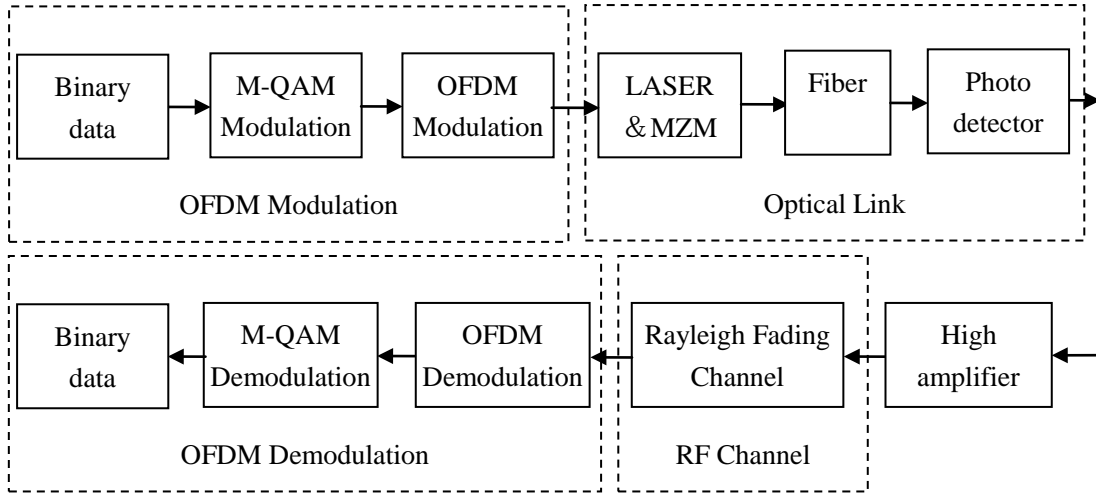 Binary
data
M-QAM
Modulation
OFDM
Modulation
LASER
& MZM
Fiber
Photo
detector
OFDM Modulation
Optical Link
Binary
data
M-QAM
Demodulation
OFDM
Demodulation
Rayleigh Fading
Channel
High
amplifier
OFDM Demodulation
RF Channel